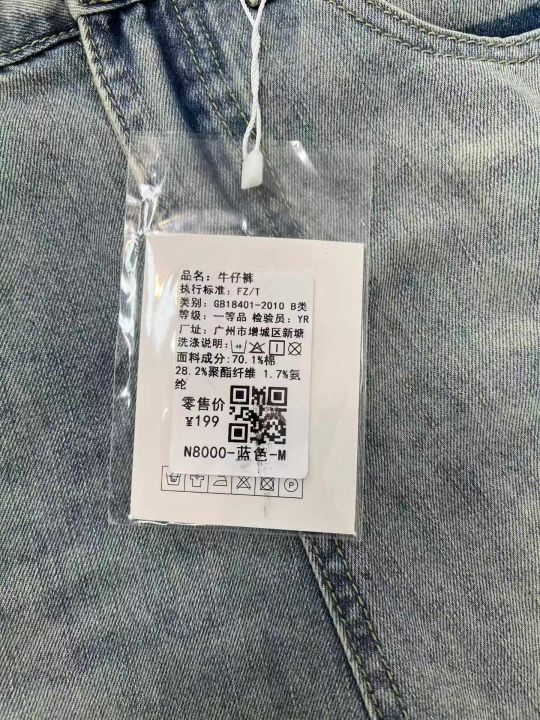 品名: 牛仔裤
执行标准: FZ/T
类别: GB18401-2010 B类
等级: 一等品 检验员: YR
厂址: 广州市增城区新塘
洗涤说明:
面料成分:70.1%棉
28.2%聚酯纤维 1.7%氨
纶
零售价
¥199
N8000-蓝色-M
P